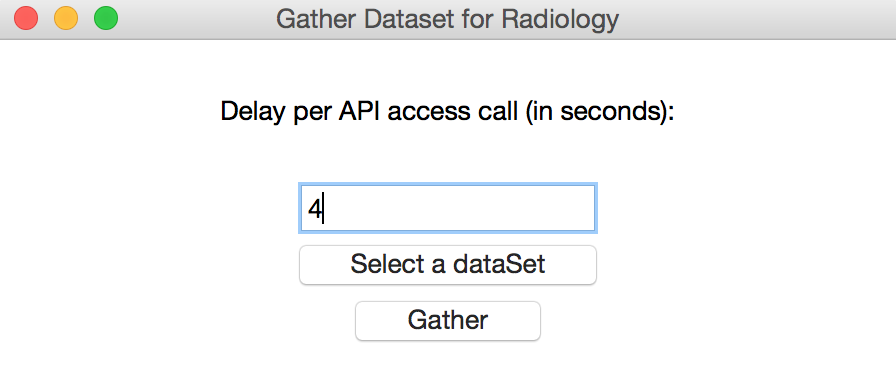 Gather Dataset for Radiology
Delay per API access call (in seconds):
4
Select a dataSet
Gather